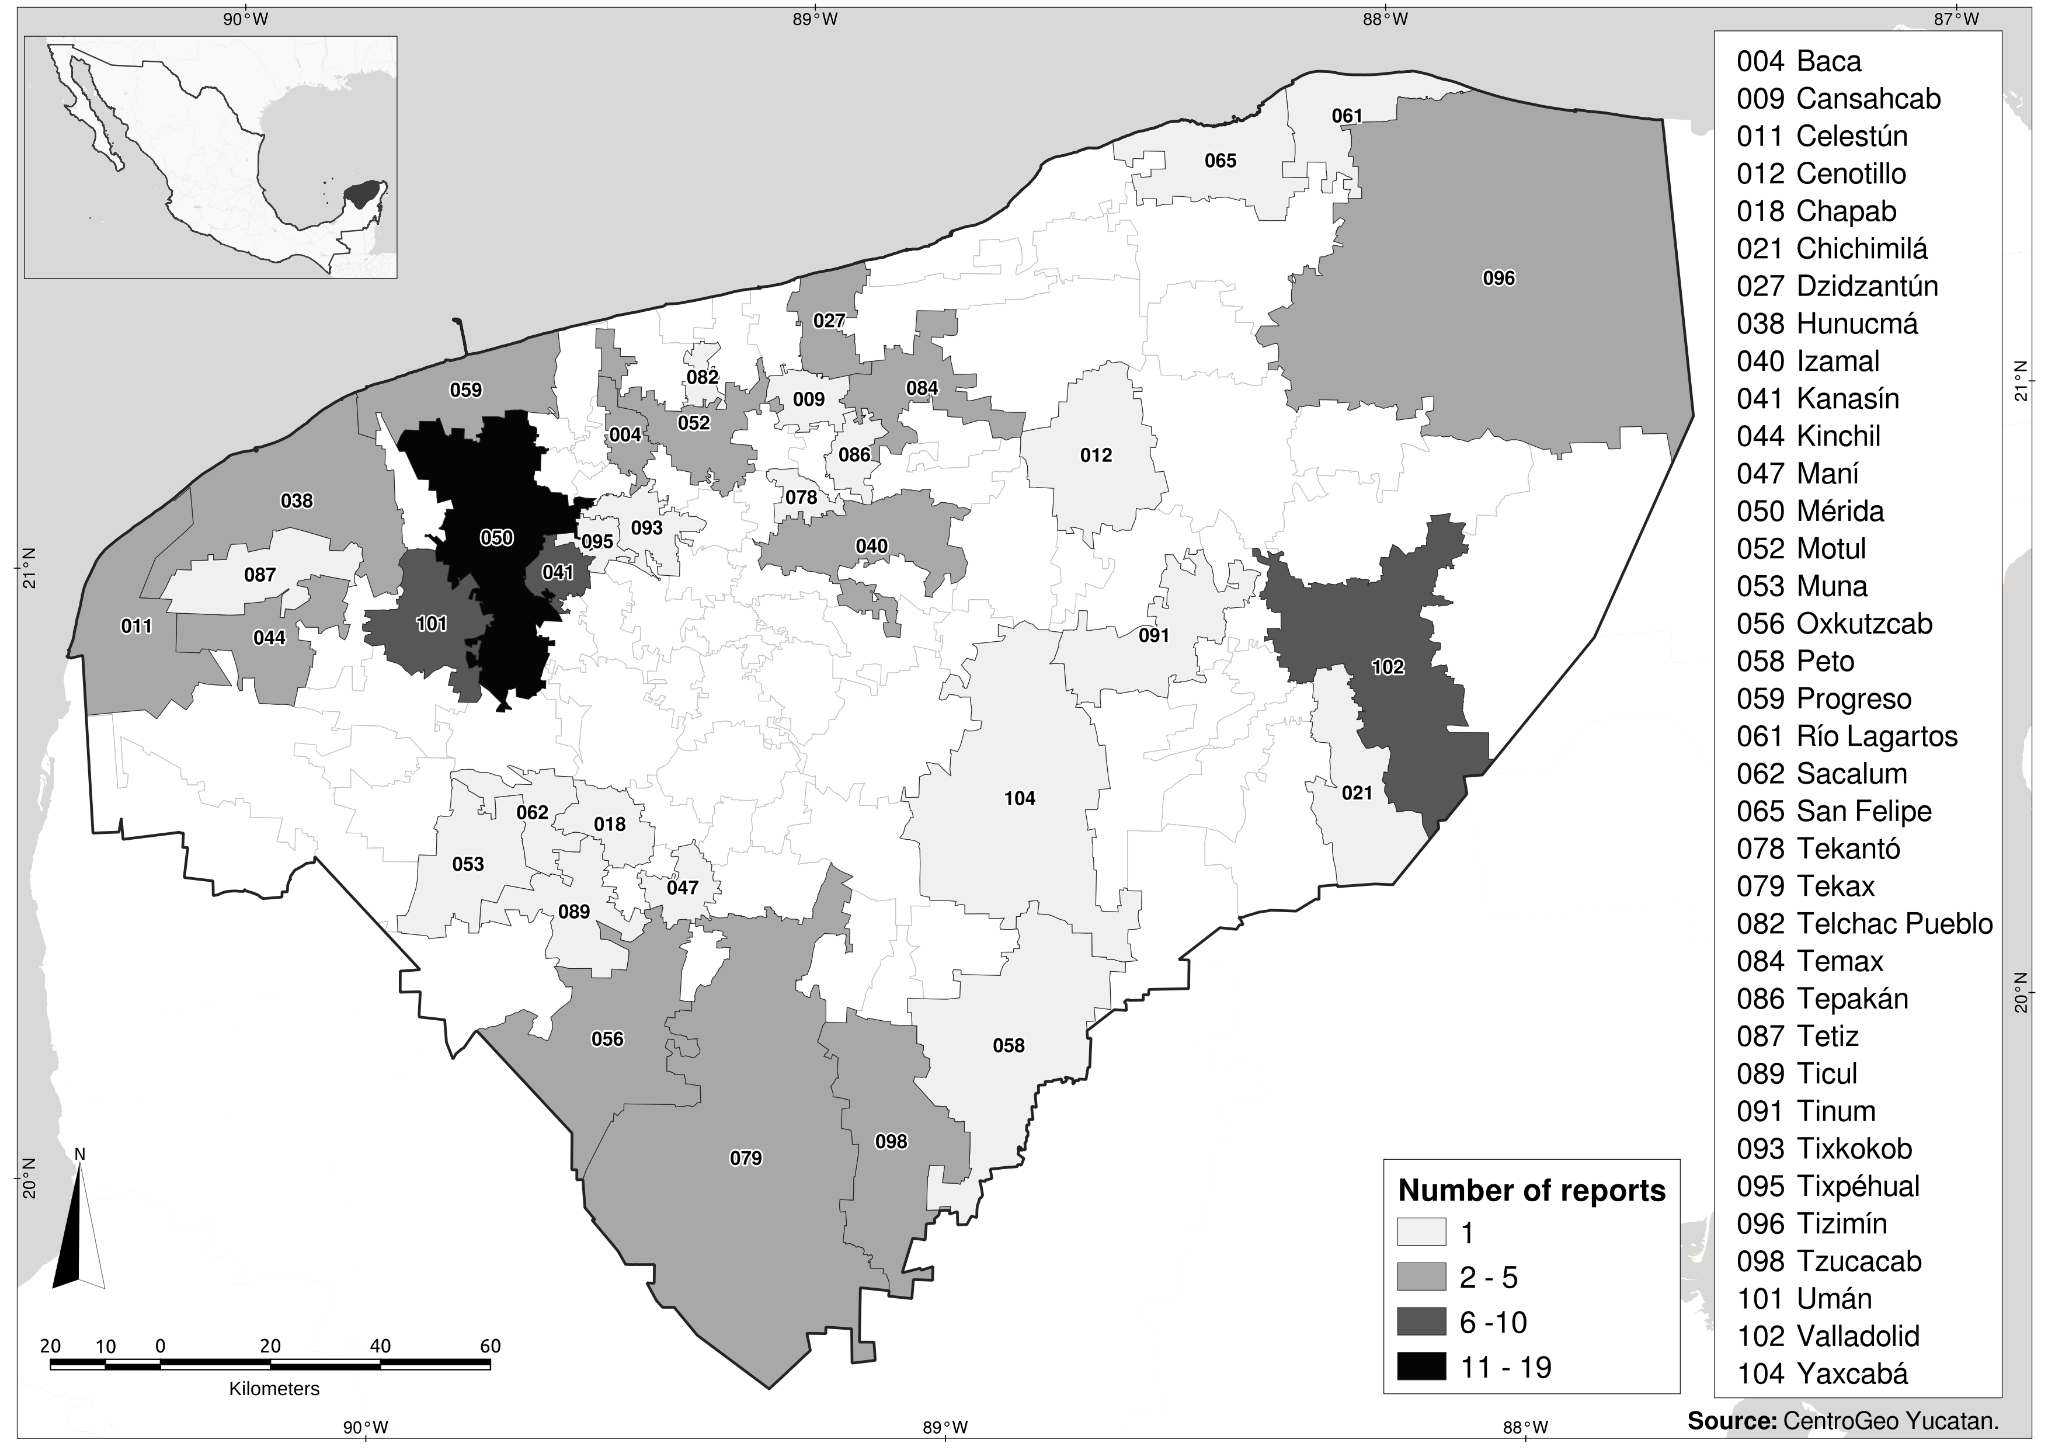 90°W
89°W
88°W
87°W
004 Baca
009 Cansahcab
011 Celestún
012 Cenotillo
018 Chapab
021 Chichimilá
027 Dzidzantún
038 Hunucmá
040 Izamal
041 Kanasín
044 Kinchil
047 Maní
050 Mérida
052 Motul
053 Muna
056 Oxkutzcab
058 Peto
059 Progreso
061 Río Lagartos
062 Sacalum
065 San Felipe
078 Tekantó
079 Tekax
082 Telchac Pueblo
084 Temax
086 Tepakán
087 Tetiz
089 Ticul
091 Tinum
093 Tixkokob
095 Tixpéhual
096 Tizimín
098 Tzucacab
101 Umán
102 Valladolid
104 Yaxcabá
061
065
096
027
082
059
084
009
052
004
086
012
078
038
093
050
095
040
041
087
011
044
101
091
102
021
104
062
018
053
047
089
056
058
098
079
21°N
21°N
20°N
20°N
N
Number of reports
1
2 - 5
6 -10
11 - 19
20 10 0 20 40 60
Kilometers
90°W
89°W
88°W
Source: CentroGeo Yucatan.